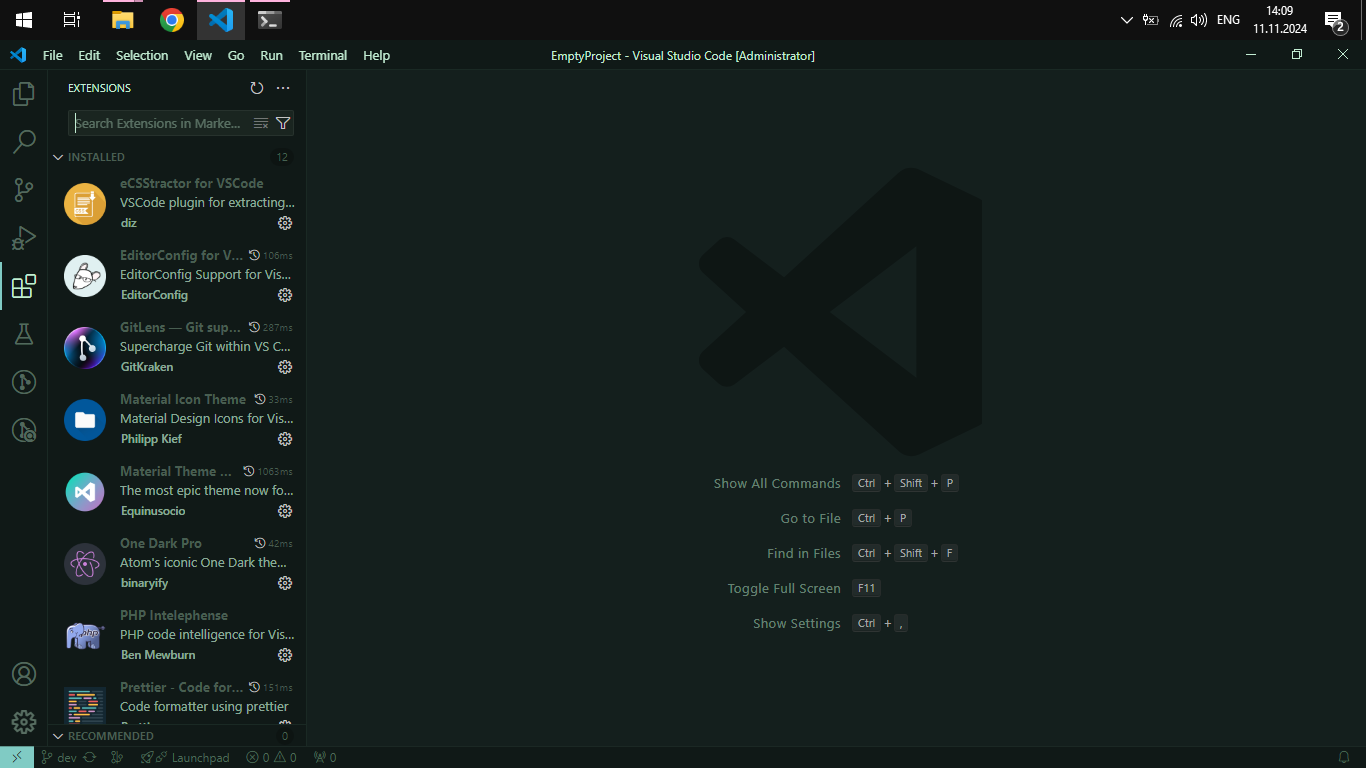 14:09
ENG
11.11.2024
2
File Edit Selection View Go Run Terminal Help
EmptyProject - Visual Studio Code [Administrator]
EXTENSIONS
Search Extensions in Marke...
INSTALLED 12
eCSStractor for VSCode
VSCode plugin for extracting...
diz
EditorConfig for V... 106ms
EditorConfig Support for Vis...
EditorConfig
GitLens — Git sup... 287ms
Supercharge Git within VS C...
GitKraken
Material Icon Theme 33ms
Material Design Icons for Vis...
Philipp Kief
Material Theme ... 1063ms
The most epic theme now fo...
Equinusocio
One Dark Pro 42ms
Atom's iconic One Dark the...
binaryify
PHP Intelephense
php
PHP code intelligence for Vis...
Ben Mewburn
Prettier - Code for... 151ms
Code formatter using prettier
RECOMMENDED 0
Show All Commands Ctrl + Shift + P
Go to File Ctrl + P
Find in Files Ctrl + Shift + F
Toggle Full Screen F11
Show Settings Ctrl + ,
dev Launchpad 0 0 0